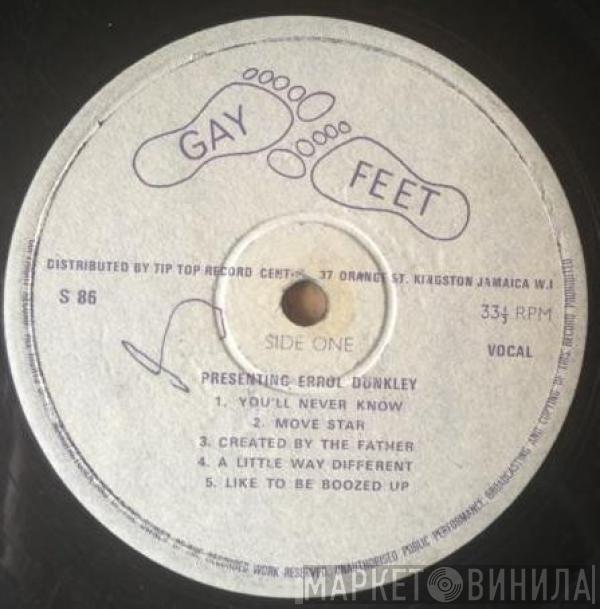 GAY
FEET
DISTRIBUTED BY TIP TOP RECORD 37 ORANGE ST. KINGSTON JAMAICA W.I
S 86
33⅓ RPM
SIDE ONE
VOCAL
PRESENTING ERROL DUNKLEY
1. YOU'LL NEVER KNOW
2. MOVE STAR
3. CREATED BY THE FATHER
4. A LITTLE WAY DIFFERENT
5. LIKE TO BE BOOZED UP
RECORDED WORK RESERVED. UNAUTHORISED PUBLIC PERFORMANCE, BROADCASTING AND COPYING OF THIS RECORD PROHIBITED
МАРКЕТ ВИНИЛА